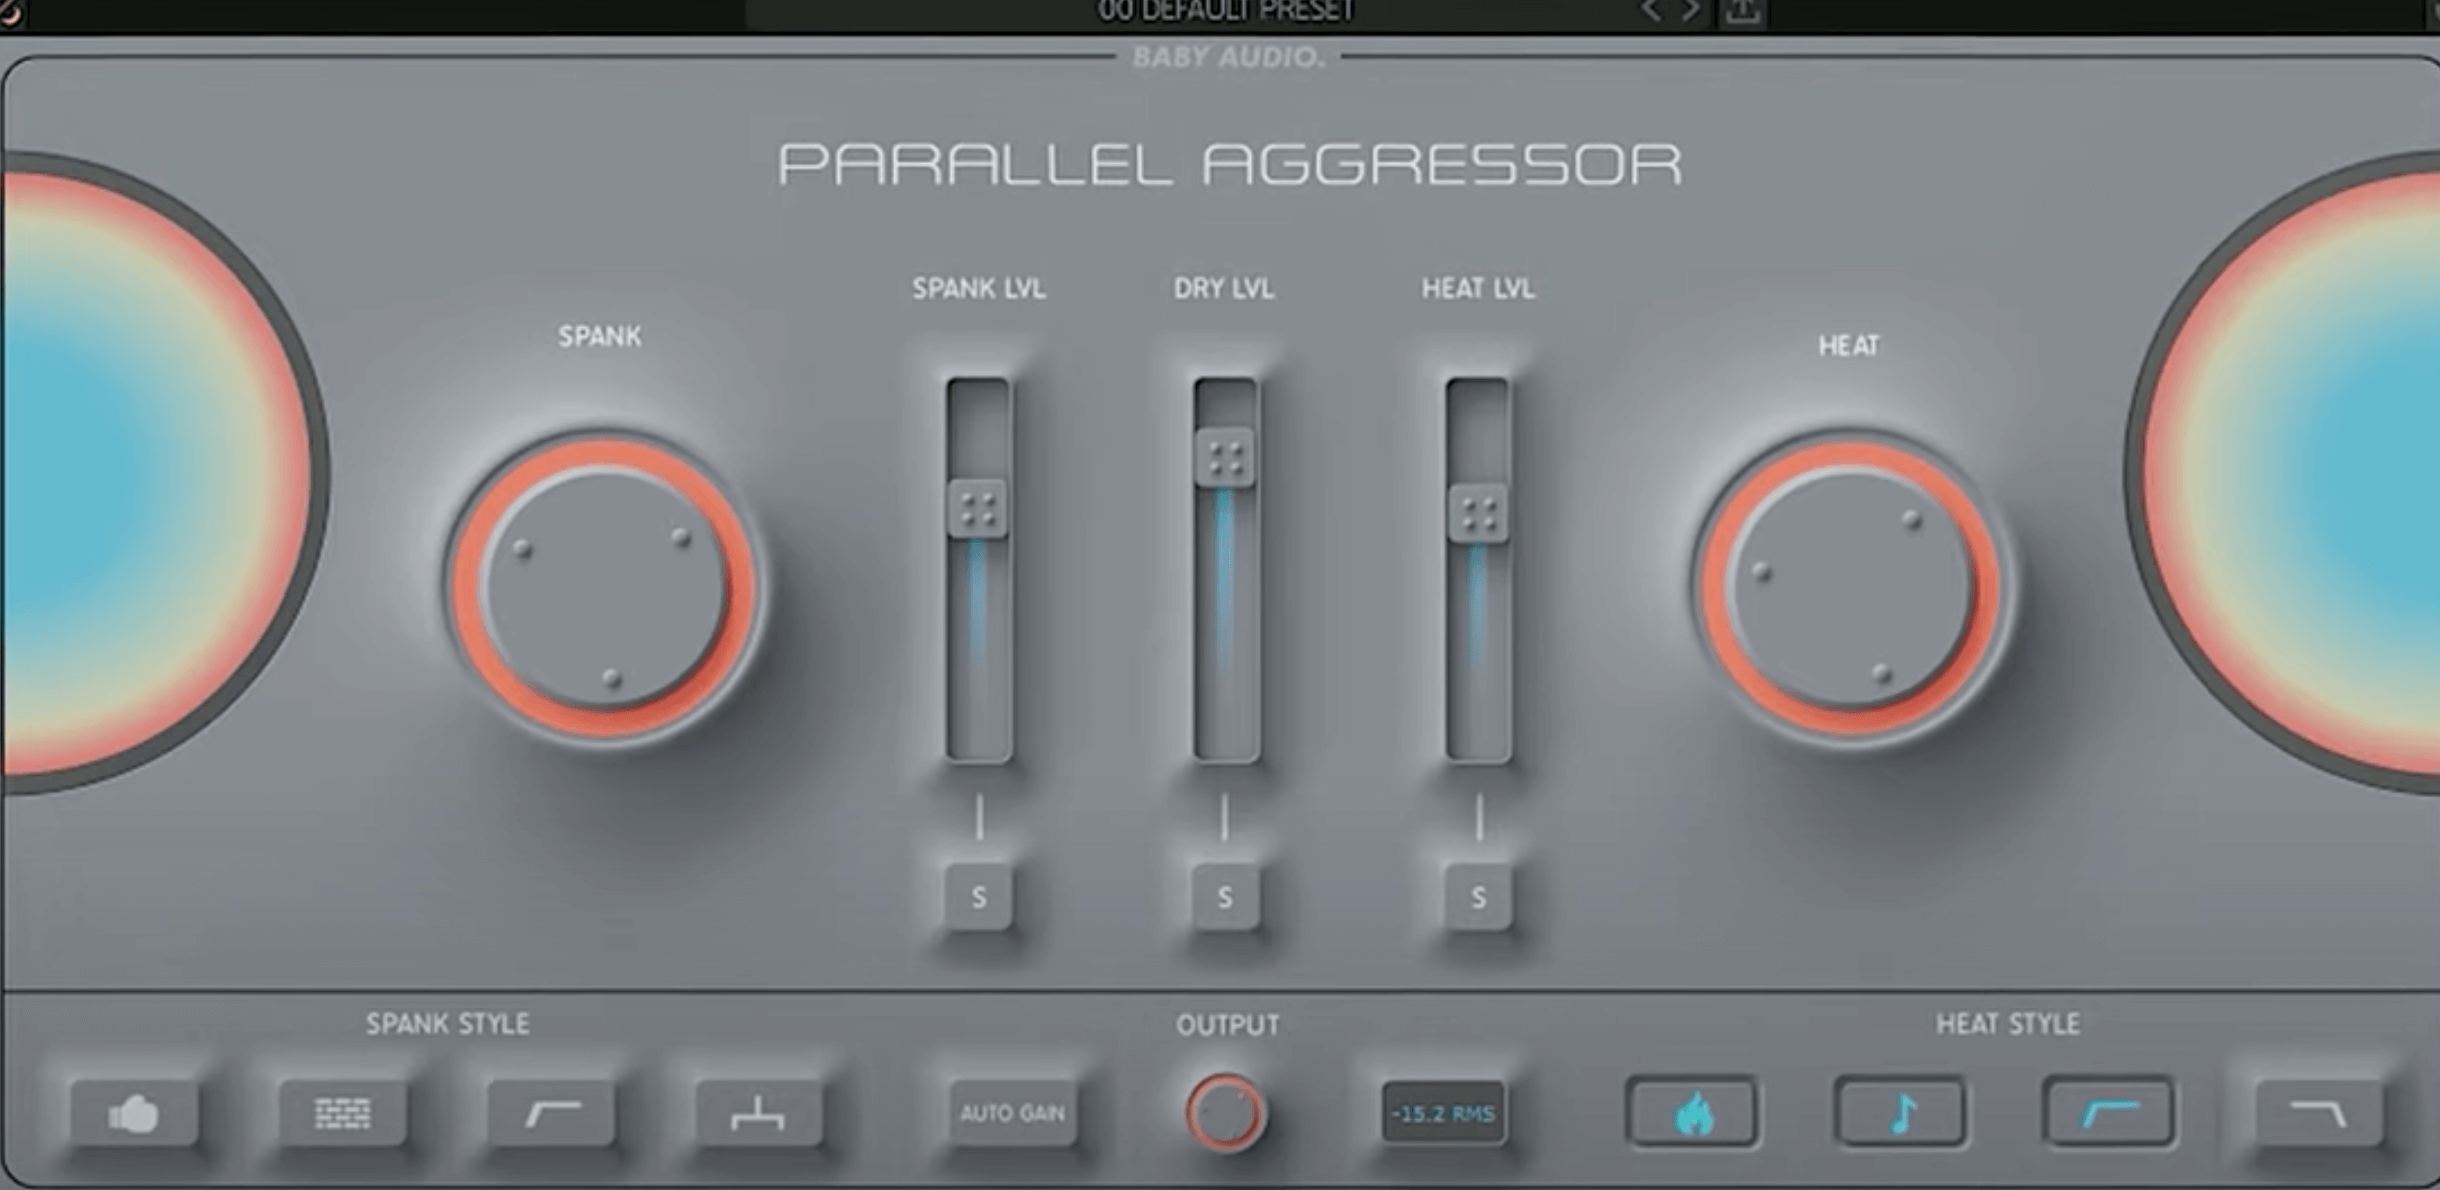 00 DEFAULT PRESET
BABY AUDIO.
PARALLEL AGGRESSOR
SPANK LVL DRY LVL HEAT LVL
SPANK HEAT
S S S
SPANK STYLE OUTPUT HEAT STYLE
AUTO GAIN -15.2 RMS